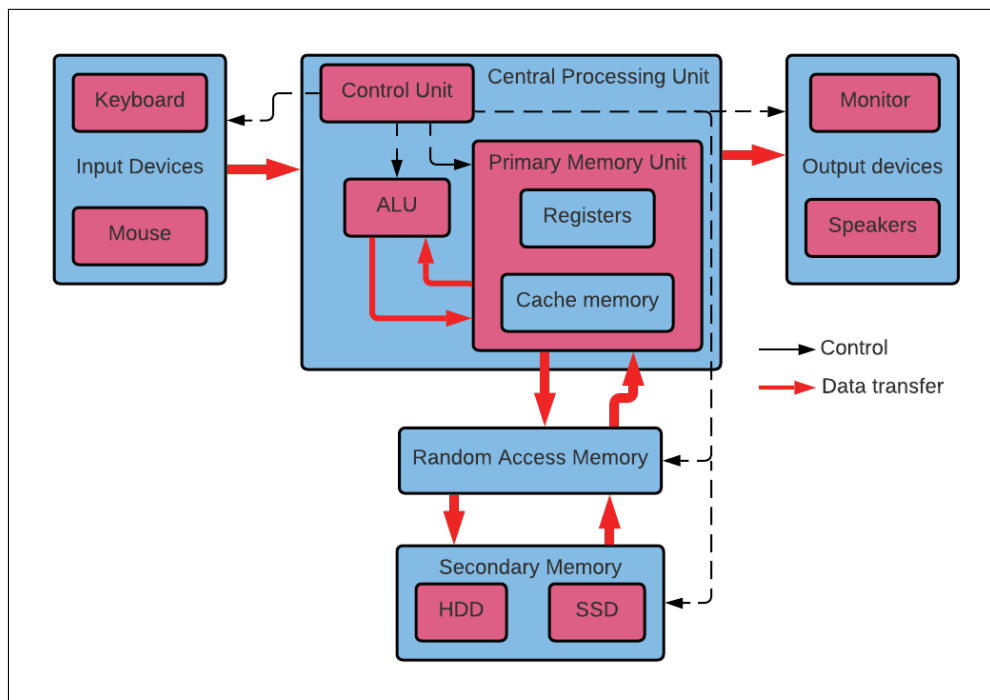 Keyboard
Input Devices
Mouse
Control Unit
Central Processing Unit
ALU
Primary Memory Unit
Registers
Cache memory
Monitor
Output devices
Speakers
Control
Data transfer
Random Access Memory
Secondary Memory
HDD
SSD